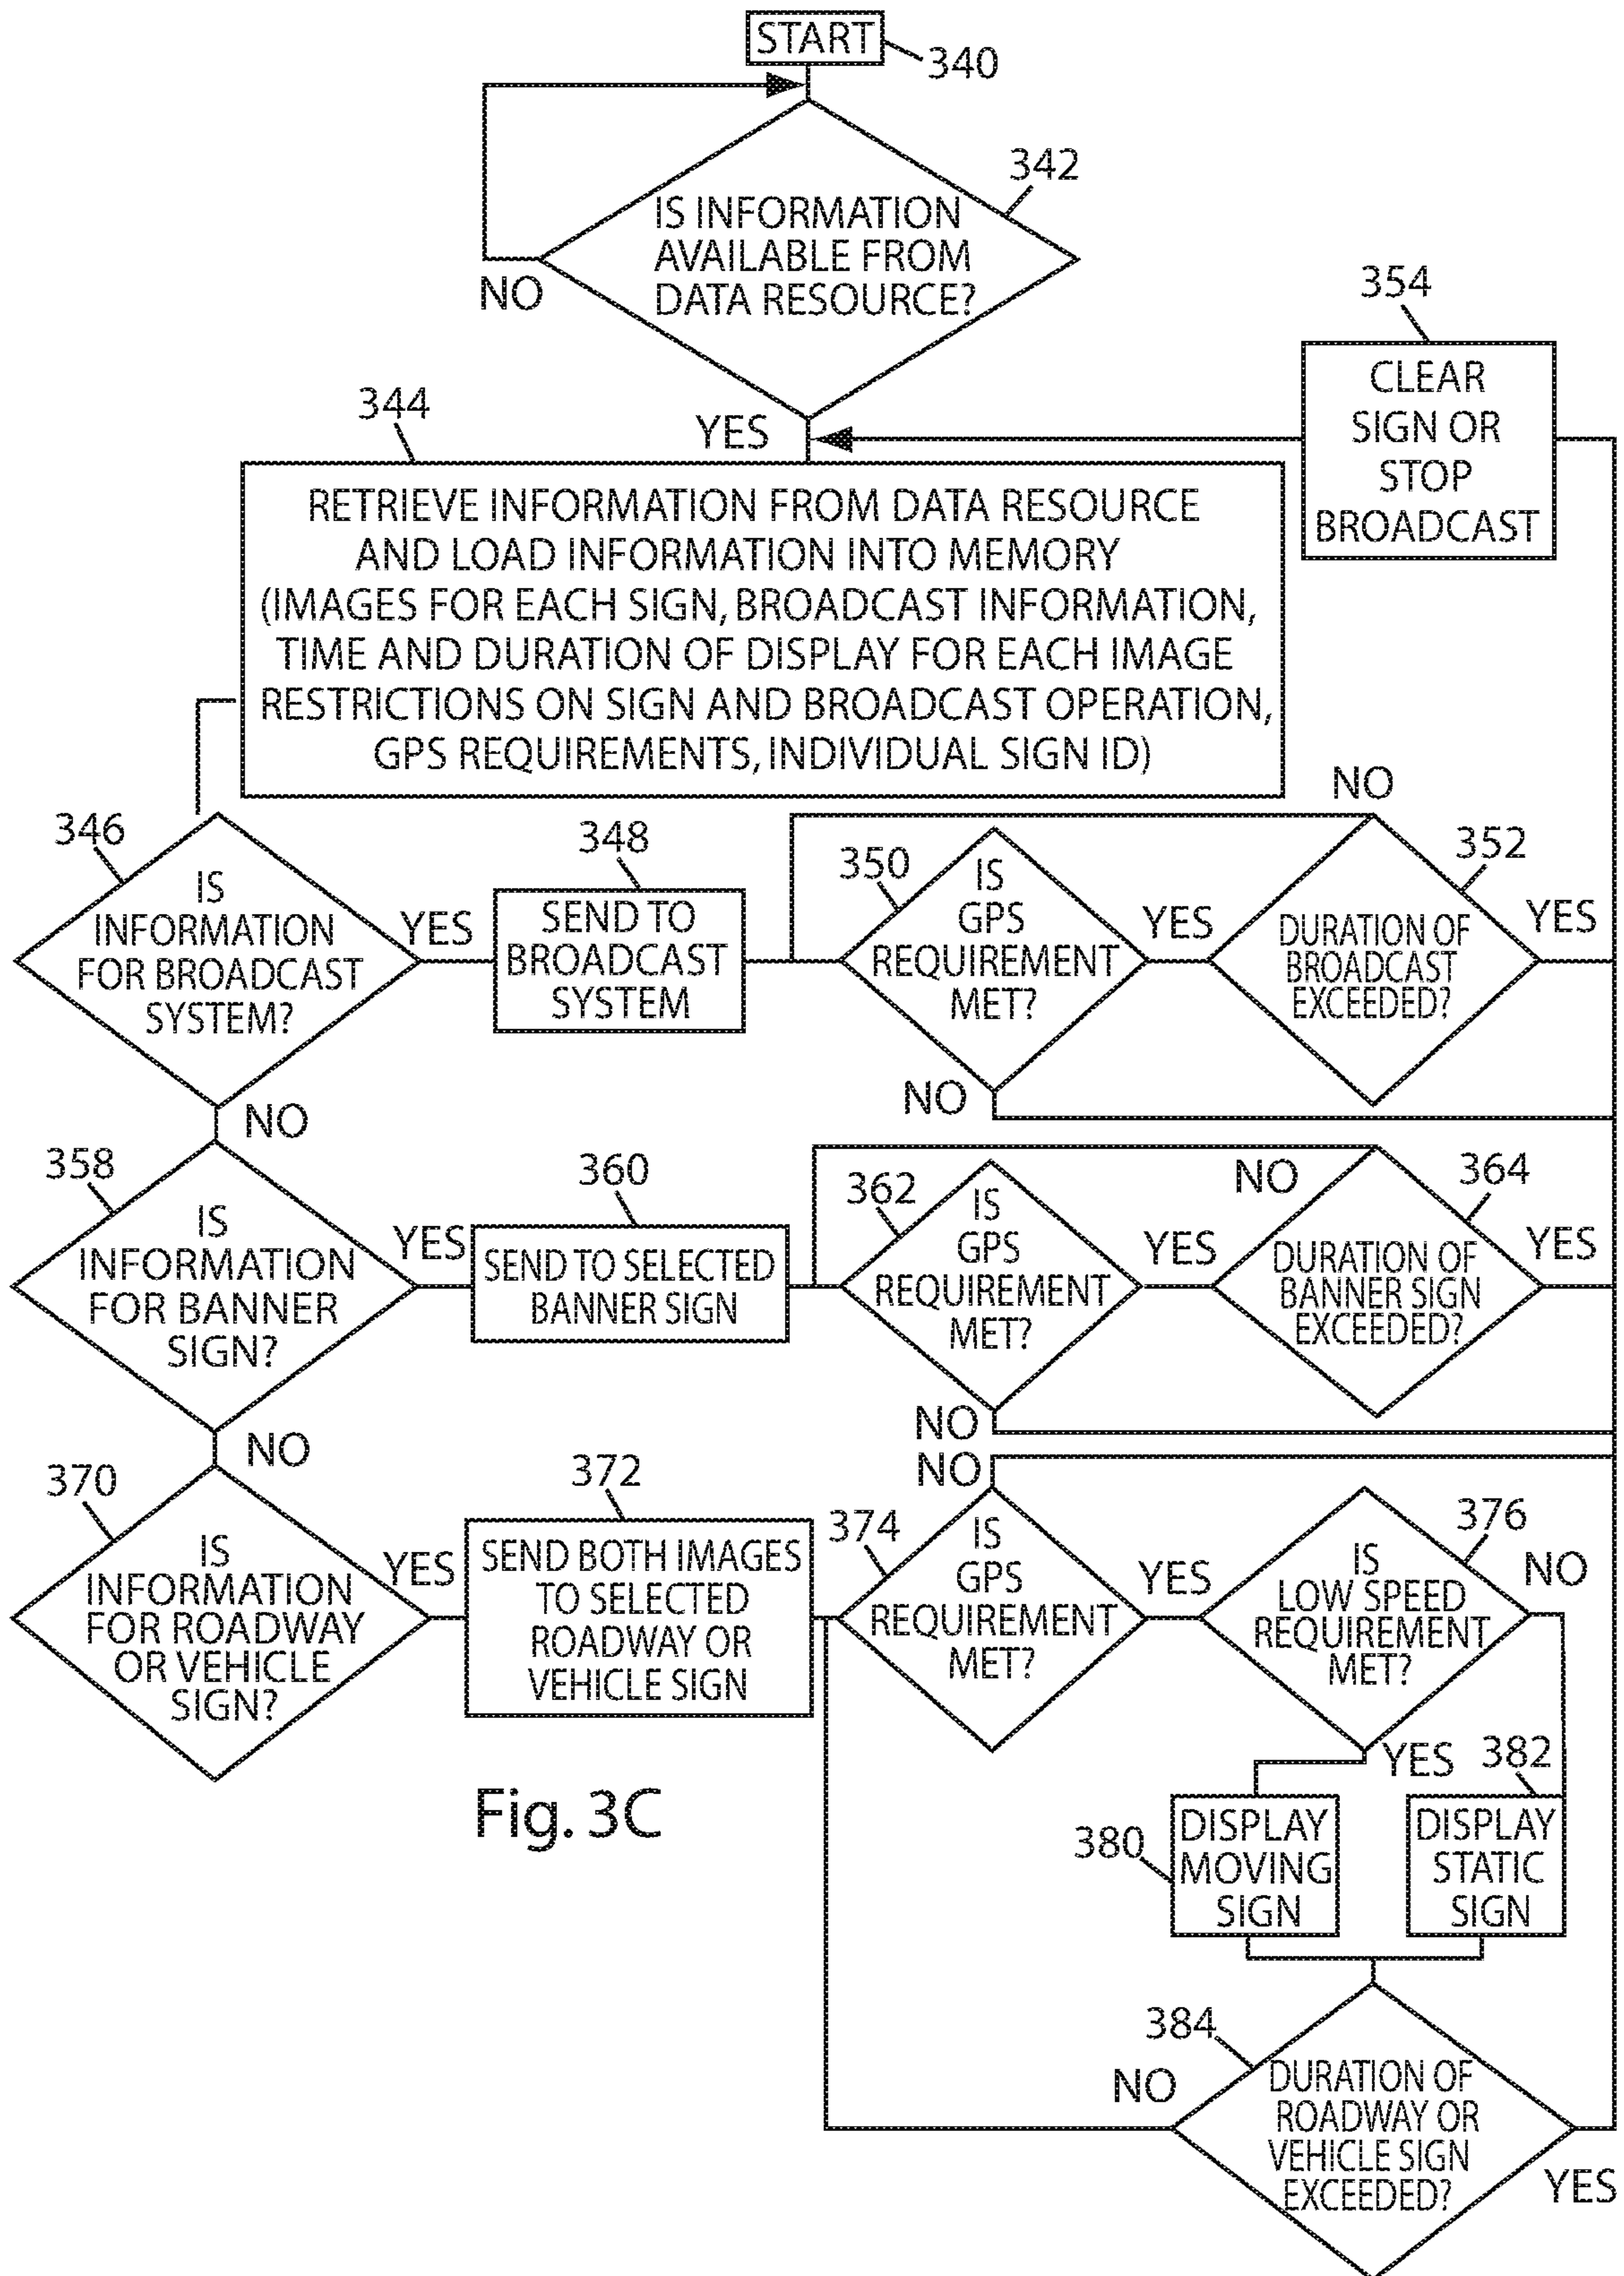 START
340
342
IS INFORMATION
AVAILABLE FROM
DATA RESOURCE?
NO
YES
354
CLEAR
SIGN OR
STOP
BROADCAST
344
RETRIEVE INFORMATION FROM DATA RESOURCE
AND LOAD INFORMATION INTO MEMORY
(IMAGES FOR EACH SIGN, BROADCAST INFORMATION,
TIME AND DURATION OF DISPLAY FOR EACH IMAGE
RESTRICTIONS ON SIGN AND BROADCAST OPERATION,
GPS REQUIREMENTS, INDIVIDUAL SIGN ID)
346
IS
INFORMATION
FOR BROADCAST
SYSTEM?
YES
NO
348
SEND TO
BROADCAST
SYSTEM
350
IS
GPS
REQUIREMENT
MET?
YES
NO
NO
352
DURATION OF
BROADCAST
EXCEEDED?
YES
358
IS
INFORMATION
FOR BANNER
SIGN?
YES
NO
360
SEND TO SELECTED
BANNER SIGN
362
IS
GPS
REQUIREMENT
MET?
YES
NO
NO
364
DURATION OF
BANNER SIGN
EXCEEDED?
YES
370
IS
INFORMATION
FOR ROADWAY
OR VEHICLE
SIGN?
YES
372
SEND BOTH IMAGES
TO SELECTED
ROADWAY OR
VEHICLE SIGN
NO
374
IS
GPS
REQUIREMENT
MET?
YES
376
IS
LOW SPEED
REQUIREMENT
MET?
NO
YES
380
DISPLAY
MOVING
SIGN
382
DISPLAY
STATIC
SIGN
384
DURATION OF
ROADWAY OR
VEHICLE SIGN
EXCEEDED?
NO
YES
Fig. 3C